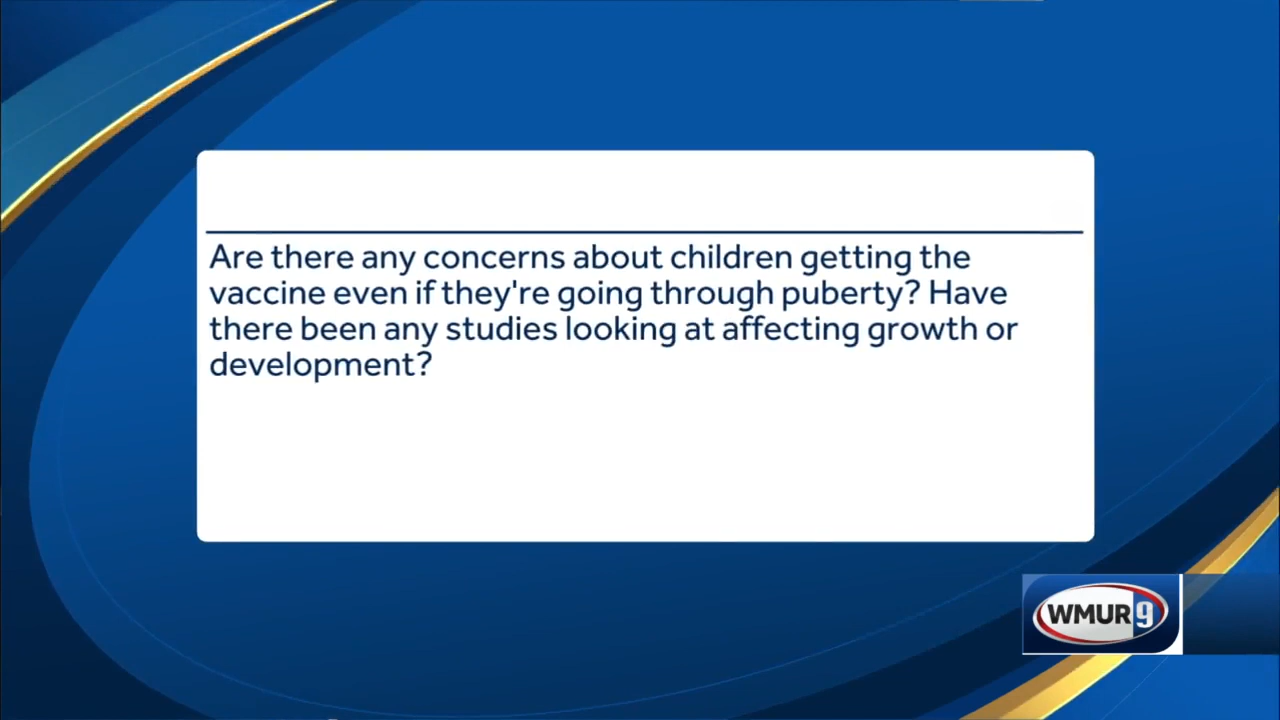 Are there any concerns about children getting the
vaccine even if they're going through puberty? Have
there been any studies looking at affecting growth or
development?
WMUR9